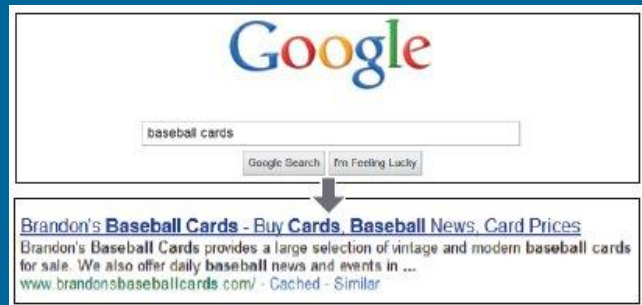 Google
baseball cards
Google Search I'm Feeling Lucky
Brandon's Baseball Cards - Buy Cards, Baseball News, Card Prices
Brandon's Baseball Cards provides a large selection of vintage and modern baseball cards
for sale. We also offer daily baseball news and events in ...
www.brandonsbaseballcards.com/ - Cached - Similar